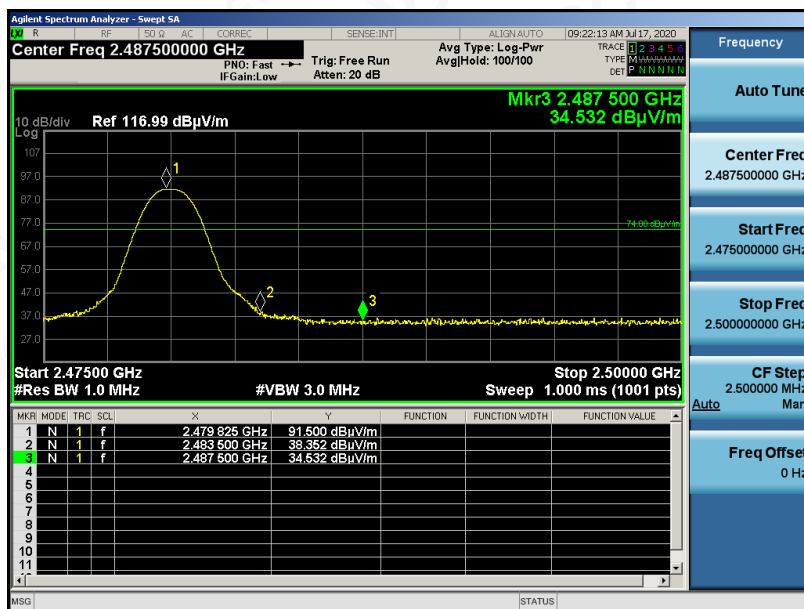 Agilent Spectrum Analyzer - Swept SA
LXI R RF 50 Ω AC CORREC SENSE:INT ALIGN AUTO 09:22:13 AM Jul 17, 2020
Center Freq 2.487500000 GHz
PNO: Fast
IFGain:Low
Trig: Free Run
Atten: 20 dB
Avg Type: Log-Pwr
Avg|Hold: 100/100
TRACE 1 2 3 4 5 6
TYPE MWWWWW
DET P N N N N N
Mkr3 2.487 500 GHz
34.532 dBµV/m
10 dB/div Ref 116.99 dBµV/m
Log
107
97.0
87.0
77.0
67.0
57.0
47.0
37.0
27.0
1
2
3
74.00 dBµV/m
Start 2.47500 GHz Stop 2.50000 GHz
#Res BW 1.0 MHz #VBW 3.0 MHz Sweep 1.000 ms (1001 pts)
MKR MODE TRC SCL X Y FUNCTION FUNCTION WIDTH FUNCTION VALUE
1 N 1 f 2.479 825 GHz 91.500 dBµV/m
2 N 1 f 2.483 500 GHz 38.352 dBµV/m
3 N 1 f 2.487 500 GHz 34.532 dBµV/m
4
5
6
7
8
9
10
11
MSG STATUS
Frequency
Auto Tune
Center Freq
2.487500000 GHz
Start Freq
2.475000000 GHz
Stop Freq
2.500000000 GHz
CF Step
2.500000 MHz
Auto Man
Freq Offset
0 Hz